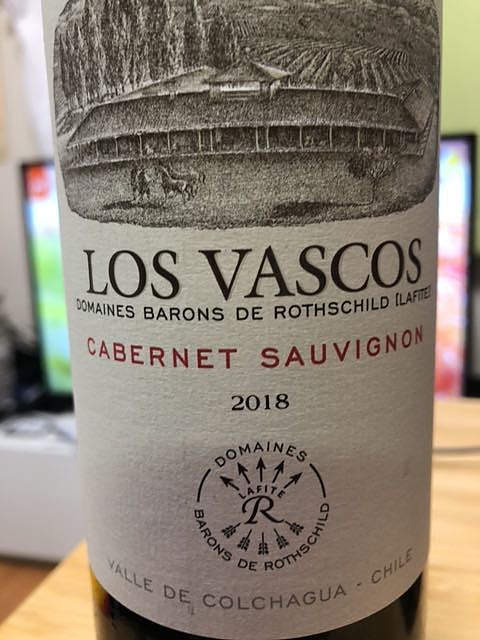 LOS VASCOS
DOMAINES BARONS DE ROTHSCHILD [LAFITE]
CABERNET SAUVIGNON
2018
DOMAINES
LAFITE
R
BARONS DE ROTHSCHILD
VALLE DE COLCHAGUA - CHILE